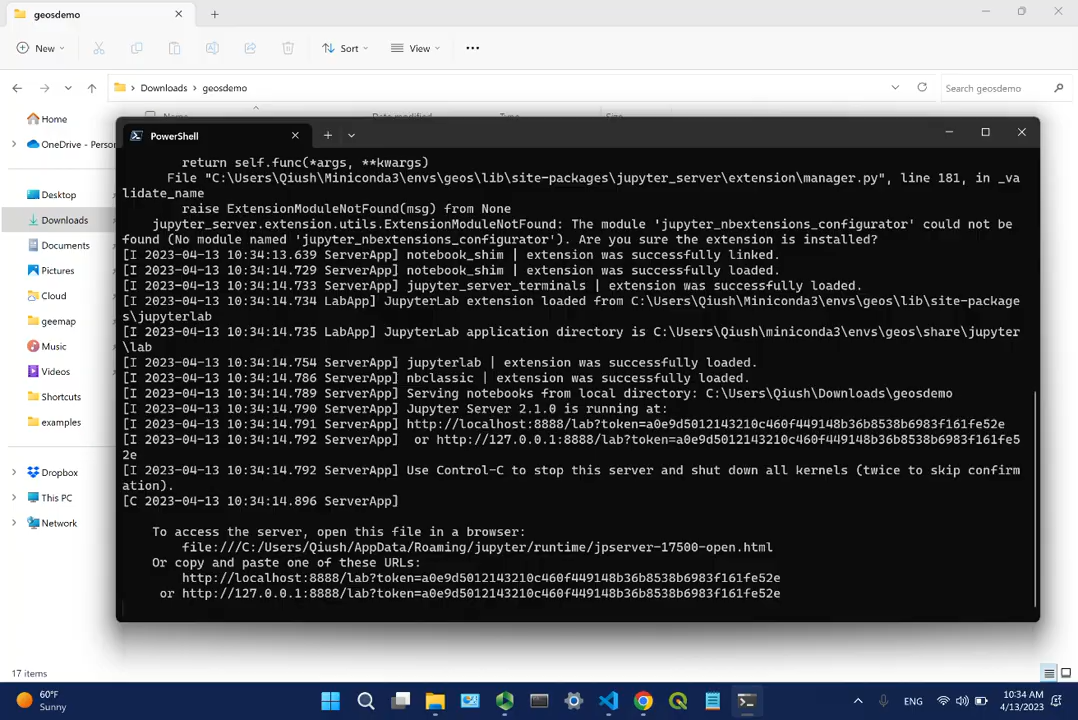 geosdemo
New
Sort
View
Downloads
geosdemo
Search geosdemo
Home
OneDrive - Perso
Desktop
Downloads
Documents
Pictures
Cloud
geemap
Music
Videos
Shortcuts
examples
Dropbox
This PC
Network
Name
Date modified
Type
Size
PowerShell
return self.func(*args, **kwargs)
File "C:\Users\Qiush\Miniconda3\envs\geos\lib\site-packages\jupyter_server\extension\manager.py", line 181, in _va
lidate_name
raise ExtensionModuleNotFound(msg) from None
jupyter_server.extension.utils.ExtensionModuleNotFound: The module 'jupyter_nbextensions_configurator' could not be
found (No module named 'jupyter_nbextensions_configurator'). Are you sure the extension is installed?
[I 2023-04-13 10:34:13.639 ServerApp] notebook_shim | extension was successfully linked.
[I 2023-04-13 10:34:14.729 ServerApp] notebook_shim | extension was successfully loaded.
[I 2023-04-13 10:34:14.733 ServerApp] jupyter_server_terminals | extension was successfully loaded.
[I 2023-04-13 10:34:14.734 LabApp] JupyterLab extension loaded from C:\Users\Qiush\Miniconda3\envs\geos\lib\site-package
s\jupyterlab
[I 2023-04-13 10:34:14.735 LabApp] JupyterLab application directory is C:\Users\Qiush\miniconda3\envs\geos\share\jupyter
\lab
[I 2023-04-13 10:34:14.754 ServerApp] jupyterlab | extension was successfully loaded.
[I 2023-04-13 10:34:14.786 ServerApp] nbclassic | extension was successfully loaded.
[I 2023-04-13 10:34:14.789 ServerApp] Serving notebooks from local directory: C:\Users\Qiush\Downloads\geosdemo
[I 2023-04-13 10:34:14.790 ServerApp] Jupyter Server 2.1.0 is running at:
[I 2023-04-13 10:34:14.791 ServerApp] http://localhost:8888/lab?token=a0e9d5012143210c460f449148b36b8538b6983f161fe52e
[I 2023-04-13 10:34:14.792 ServerApp]  or http://127.0.0.1:8888/lab?token=a0e9d5012143210c460f449148b36b8538b6983f161fe5
2e
[I 2023-04-13 10:34:14.792 ServerApp] Use Control-C to stop this server and shut down all kernels (twice to skip confirm
ation).
[C 2023-04-13 10:34:14.896 ServerApp]
To access the server, open this file in a browser:
file:///C:/Users/Qiush/AppData/Roaming/jupyter/runtime/jpserver-17500-open.html
Or copy and paste one of these URLs:
http://localhost:8888/lab?token=a0e9d5012143210c460f449148b36b8538b6983f161fe52e
or http://127.0.0.1:8888/lab?token=a0e9d5012143210c460f449148b36b8538b6983f161fe52e
17 items
60°F
Sunny
ENG
10:34 AM
4/13/2023